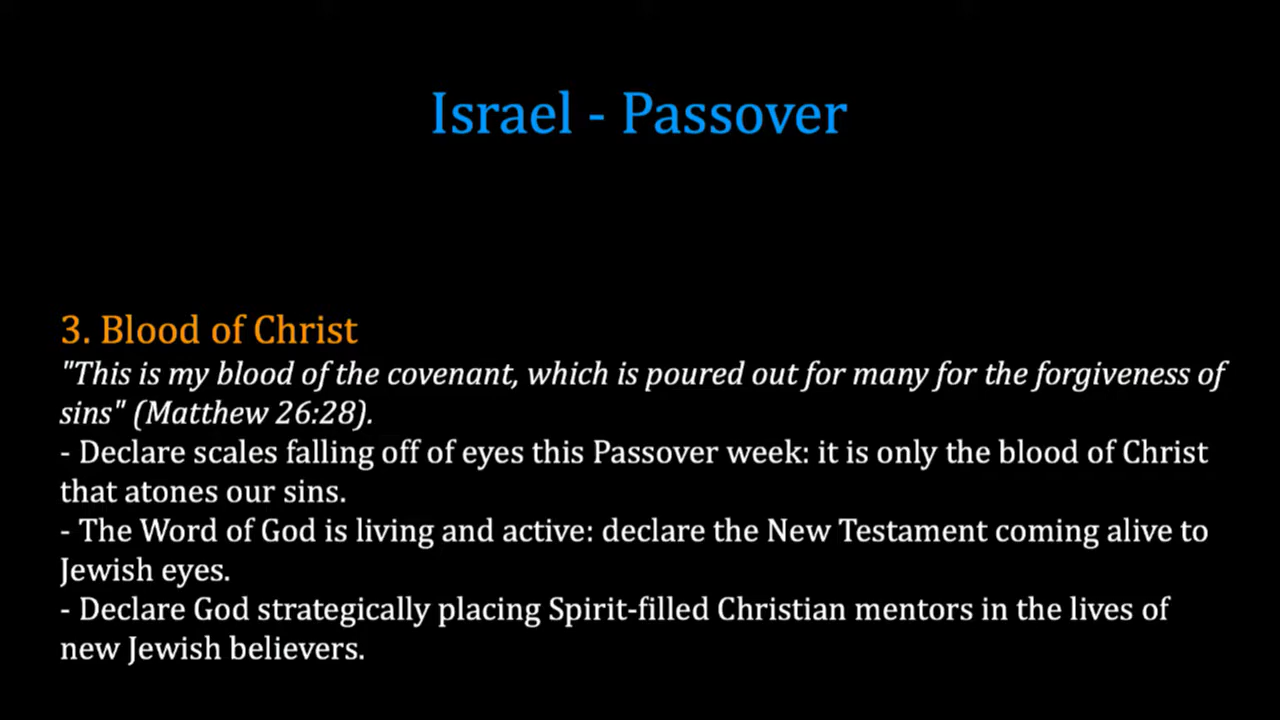 Israel - Passover
3. Blood of Christ
"This is my blood of the covenant, which is poured out for many for the forgiveness of
sins" (Matthew 26:28).
- Declare scales falling off of eyes this Passover week: it is only the blood of Christ
that atones our sins.
- The Word of God is living and active: declare the New Testament coming alive to
Jewish eyes.
- Declare God strategically placing Spirit-filled Christian mentors in the lives of
new Jewish believers.